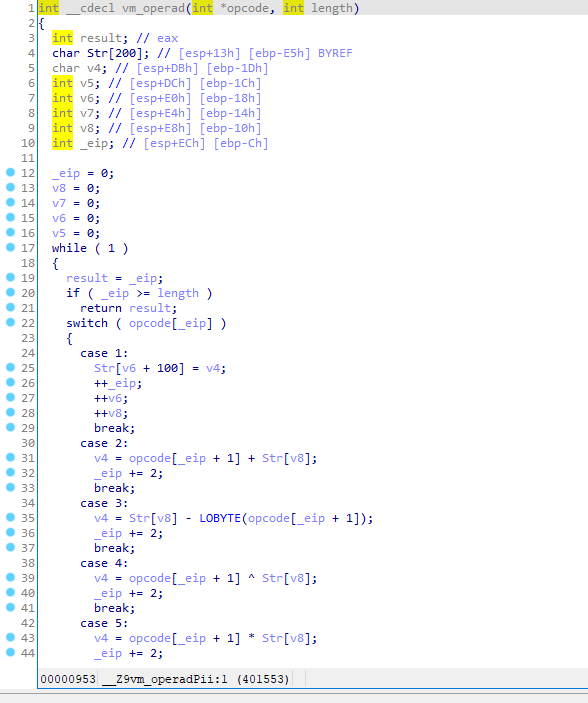 1 int __cdecl vm_operad(int *opcode, int length)
2 {
3 int result; // eax
4 char Str[200]; // [esp+13h] [ebp-E5h] BYREF
5 char v4; // [esp+DBh] [ebp-1Dh]
6 int v5; // [esp+DCh] [ebp-1Ch]
7 int v6; // [esp+E0h] [ebp-18h]
8 int v7; // [esp+E4h] [ebp-14h]
9 int v8; // [esp+E8h] [ebp-10h]
10 int _eip; // [esp+ECh] [ebp-Ch]
11
12 _eip = 0;
13 v8 = 0;
14 v7 = 0;
15 v6 = 0;
16 v5 = 0;
17 while ( 1 )
18 {
19 result = _eip;
20 if ( _eip >= length )
21 return result;
22 switch ( opcode[_eip] )
23 {
24 case 1:
25 Str[v6 + 100] = v4;
26 ++_eip;
27 ++v6;
28 ++v8;
29 break;
30 case 2:
31 v4 = opcode[_eip + 1] + Str[v8];
32 _eip += 2;
33 break;
34 case 3:
35 v4 = Str[v8] - LOBYTE(opcode[_eip + 1]);
36 _eip += 2;
37 break;
38 case 4:
39 v4 = opcode[_eip + 1] ^ Str[v8];
40 _eip += 2;
41 break;
42 case 5:
43 v4 = opcode[_eip + 1] * Str[v8];
44 _eip += 2;
00000953 __Z9vm_operadPii:1 (401553)